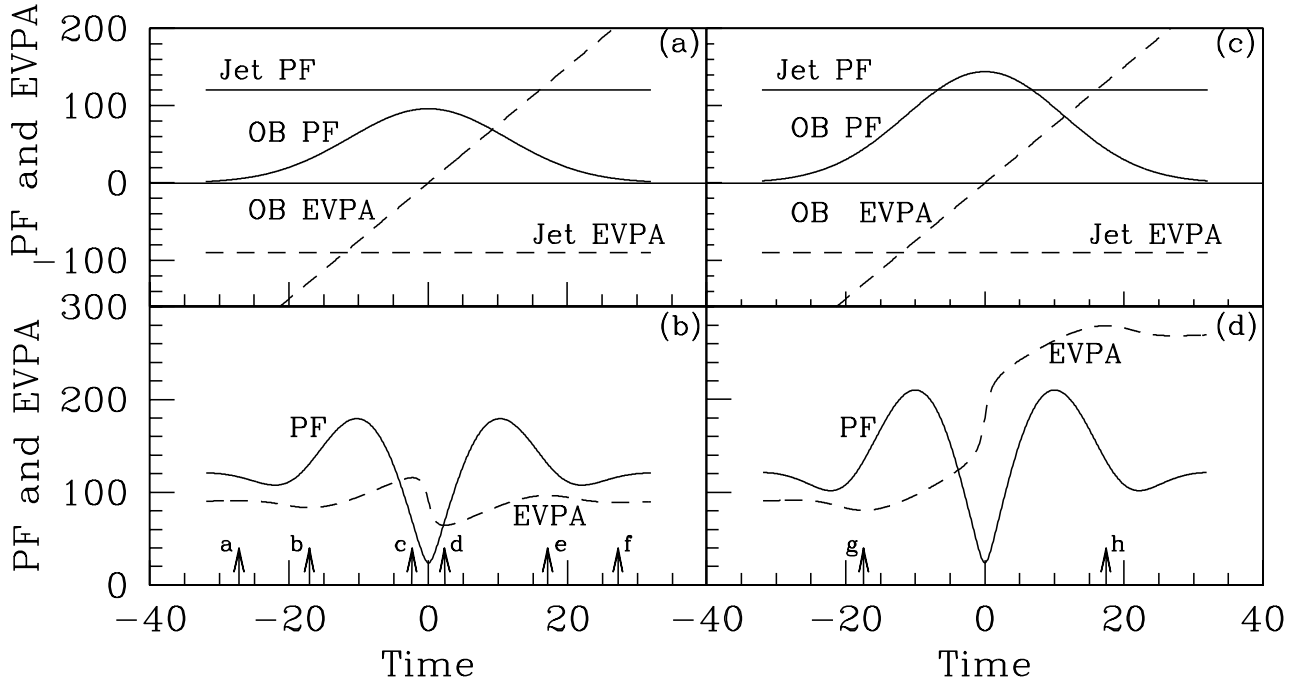 PF and EVPA
200
100
0
−100
(a)
Jet PF
OB PF
OB EVPA
Jet EVPA
(c)
Jet PF
OB PF
OB EVPA
Jet EVPA
PF and EVPA
300
200
100
0
(b)
PF
EVPA
a b c d e f
(d)
EVPA
PF
g h
−40 −20 0 20 −40 −20 0 20 40
Time Time